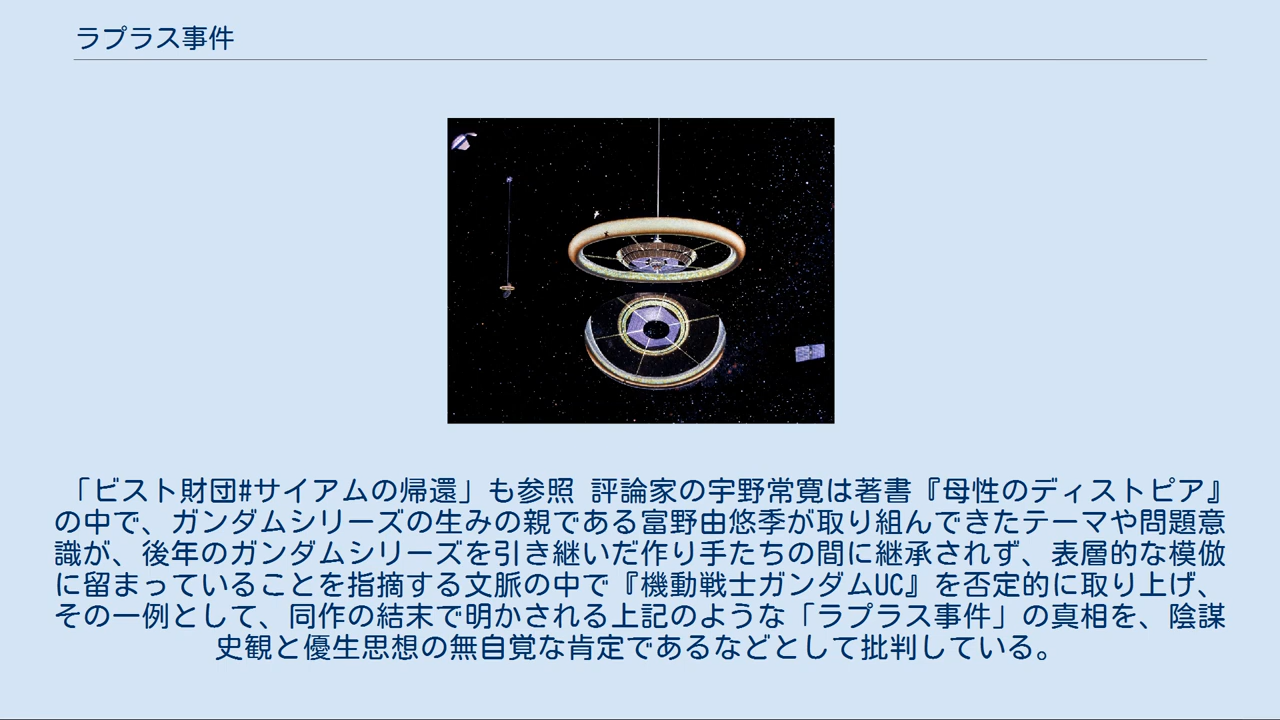 ラプラス事件
「ビスト財団#サイアムの帰還」も参照 評論家の宇野常寛は著書『母性のディストピア』
の中で、ガンダムシリーズの生みの親である富野由悠季が取り組んできたテーマや問題意
識が、後年のガンダムシリーズを引き継いだ作り手たちの間に継承されず、表層的な模倣
に留まっていることを指摘する文脈の中で『機動戦士ガンダムUC』を否定的に取り上げ、
その一例として、同作の結末で明かされる上記のような「ラプラス事件」の真相を、陰謀
史観と優生思想の無自覚な肯定であるなどとして批判している。